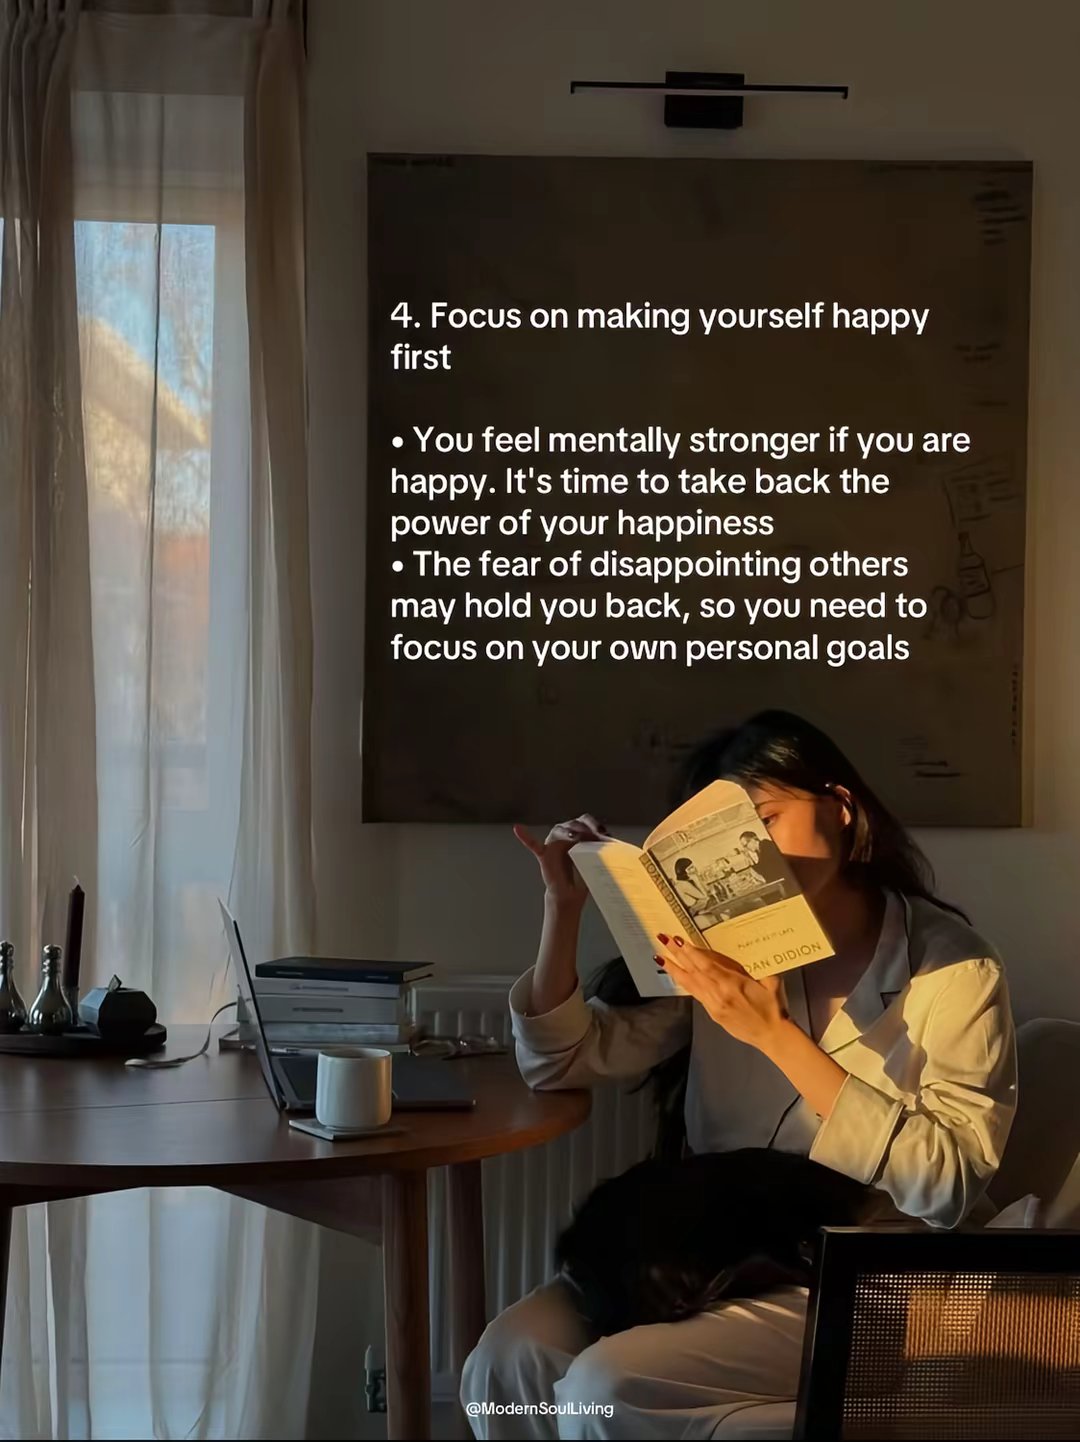 4. Focus on making yourself happy
first
• You feel mentally stronger if you are
happy. It's time to take back the
power of your happiness
• The fear of disappointing others
may hold you back, so you need to
focus on your own personal goals
JOAN DIDION
OAN DIDION
@ModernSoulLiving